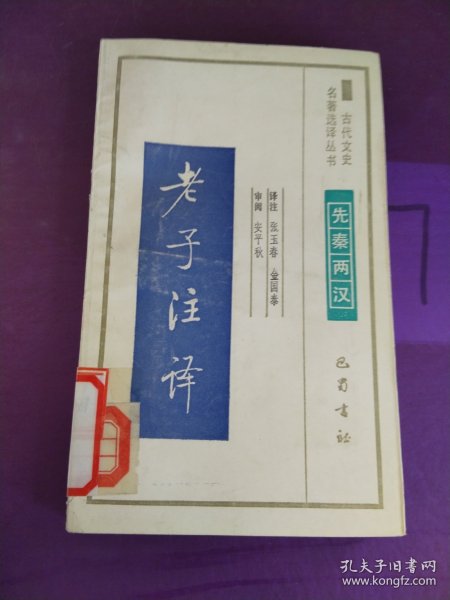 古代文史
名著选译丛书
先秦两汉
巴蜀书社
译注 张玉春 金国泰
审阅 安平秋
老子注译
孔夫子旧书网
www.kongfz.com